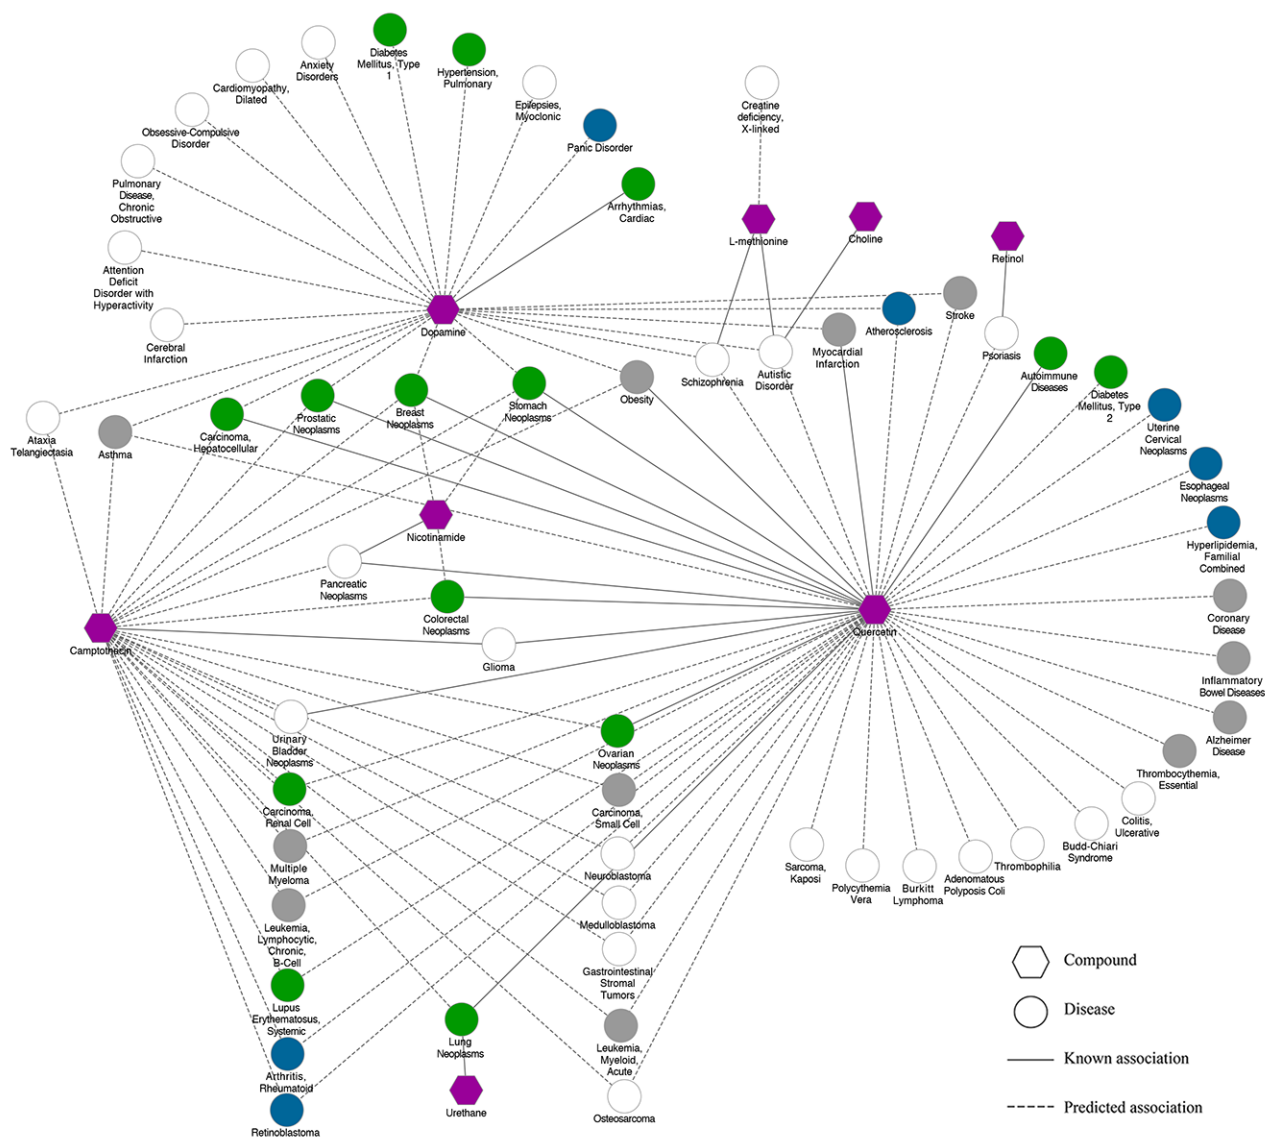 Diabetes
Mellitus, Type
1
Anxiety
Disorders
Hypertension,
Pulmonary
Cardiomyopathy,
Dilated
Epilepsies,
Myoclonic
Creatine
deficiency,
X-linked
Obsessive-Compulsive
Disorder
Panic Disorder
Pulmonary
Disease,
Chronic
Obstructive
Arrhythmias,
Cardiac
L-methionine
Choline
Retinol
Attention
Deficit
Disorder with
Hyperactivity
Dopamine
Cerebral
Infarction
Stroke
Atherosclerosis
Myocardial
Infarction
Psoriasis
Schizophrenia
Autistic
Disorder
Autoimmune
Diseases
Diabetes
Mellitus, Type
2
Obesity
Stomach
Neoplasms
Breast
Neoplasms
Prostatic
Neoplasms
Carcinoma,
Hepatocellular
Ataxia
Telangiectasia
Asthma
Uterine
Cervical
Neoplasms
Esophageal
Neoplasms
Nicotinamide
Hyperlipidemia,
Familial
Combined
Pancreatic
Neoplasms
Colorectal
Neoplasms
Coronary
Disease
Camptothecin
Quercetin
Glioma
Inflammatory
Bowel Diseases
Urinary
Bladder
Neoplasms
Ovarian
Neoplasms
Alzheimer
Disease
Thrombocythemia,
Essential
Carcinoma,
Renal Cell
Carcinoma,
Small Cell
Colitis,
Ulcerative
Budd-Chiari
Syndrome
Thrombophilia
Adenomatous
Polyposis Coli
Burkitt
Lymphoma
Polycythemia
Vera
Sarcoma,
Kaposi
Multiple
Myeloma
Neuroblastoma
Leukemia,
Lymphocytic,
Chronic,
B-Cell
Medulloblastoma
Gastrointestinal
Stromal
Tumors
Lupus
Erythematosus,
Systemic
Lung
Neoplasms
Leukemia,
Myeloid,
Acute
Arthritis,
Rheumatoid
Urethane
Osteosarcoma
Retinoblastoma
Compound
Disease
Known association
Predicted association